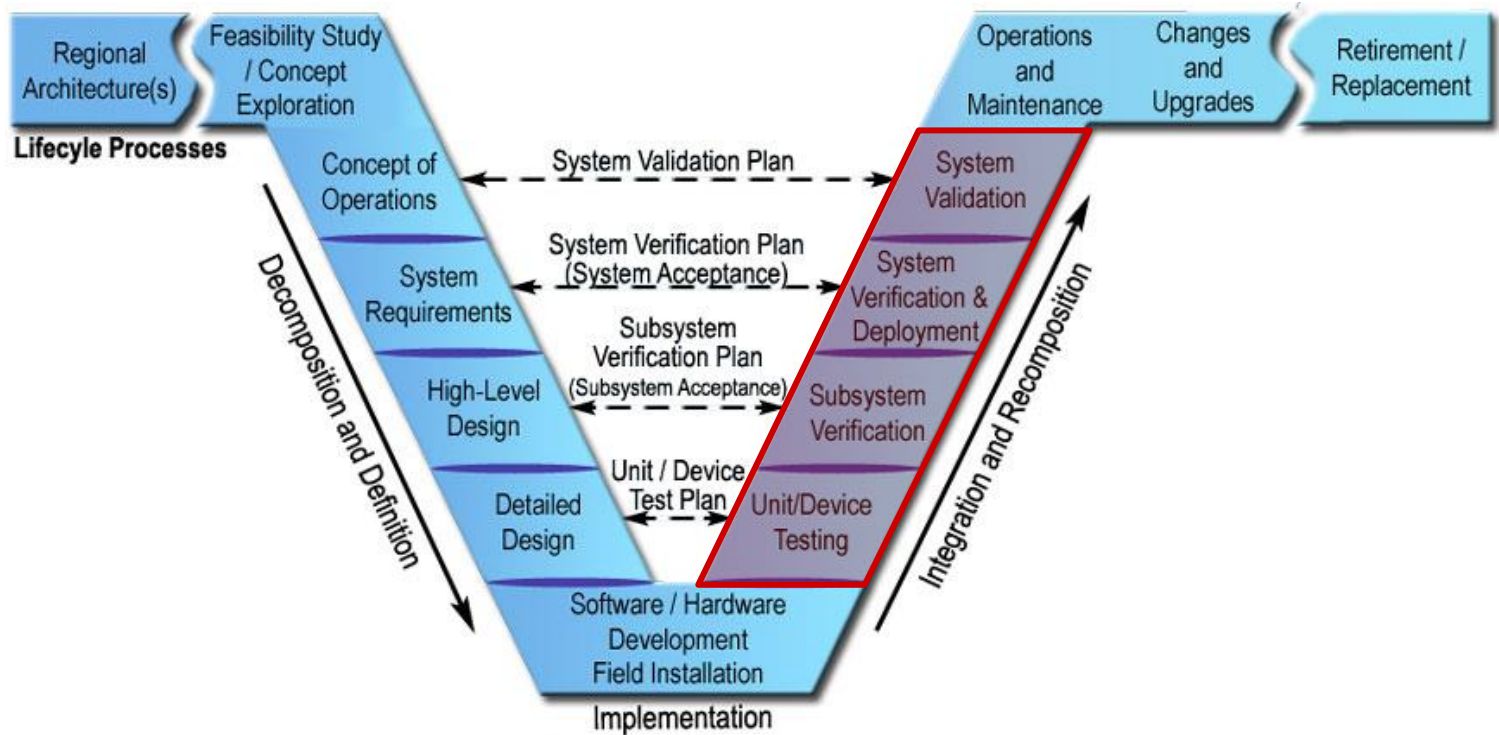 Regional
Architecture(s)
Feasibility Study
/ Concept
Exploration
Operations
and
Maintenance
Changes
and
Upgrades
Retirement /
Replacement
Lifecyle Processes
Concept of
Operations
System Validation Plan
System
Validation
System
Requirements
System Verification Plan
(System Acceptance)
System
Verification &
Deployment
High-Level
Design
Subsystem
Verification Plan
(Subsystem Acceptance)
Subsystem
Verification
Detailed
Design
Unit / Device
Test Plan
Unit/Device
Testing
Decomposition and Definition
Integration and Recomposition
Software / Hardware
Development
Field Installation
Implementation